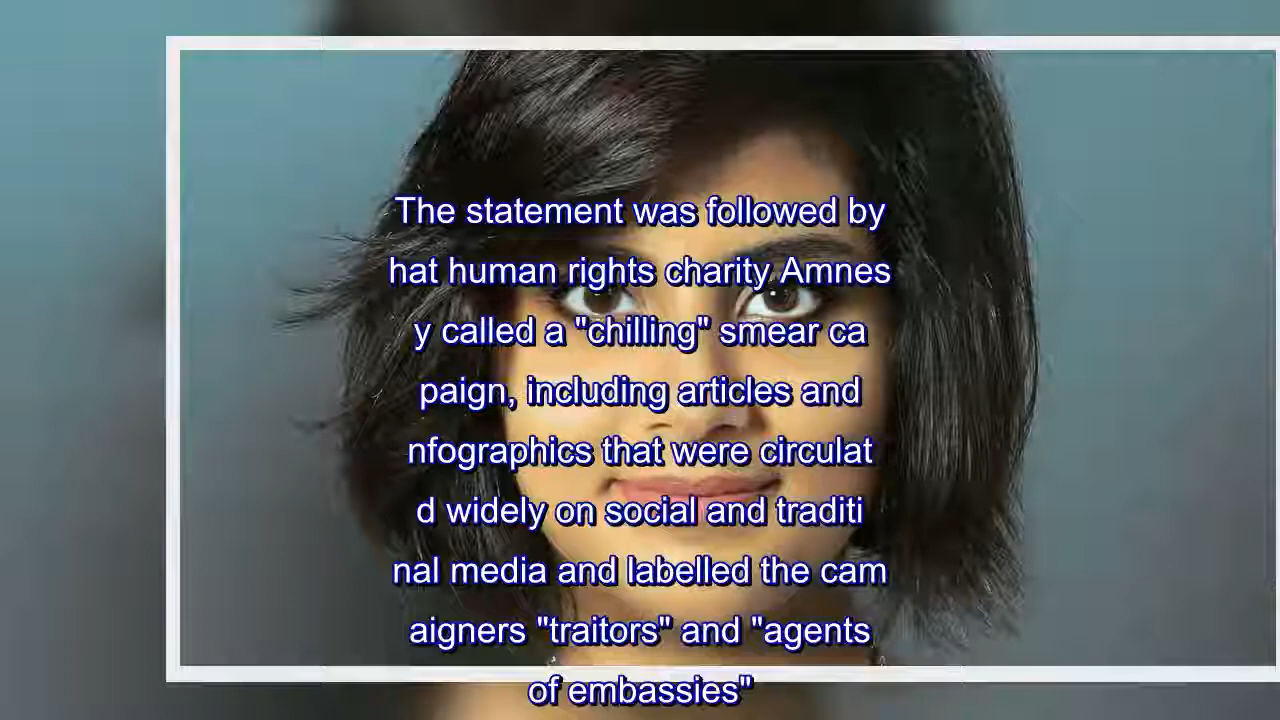 The statement was followed by
hat human rights charity Amnes
y called a "chilling" smear ca
paign, including articles and
nfographics that were circulat
d widely on social and traditi
nal media and labelled the cam
aigners "traitors" and "agents
of embassies"